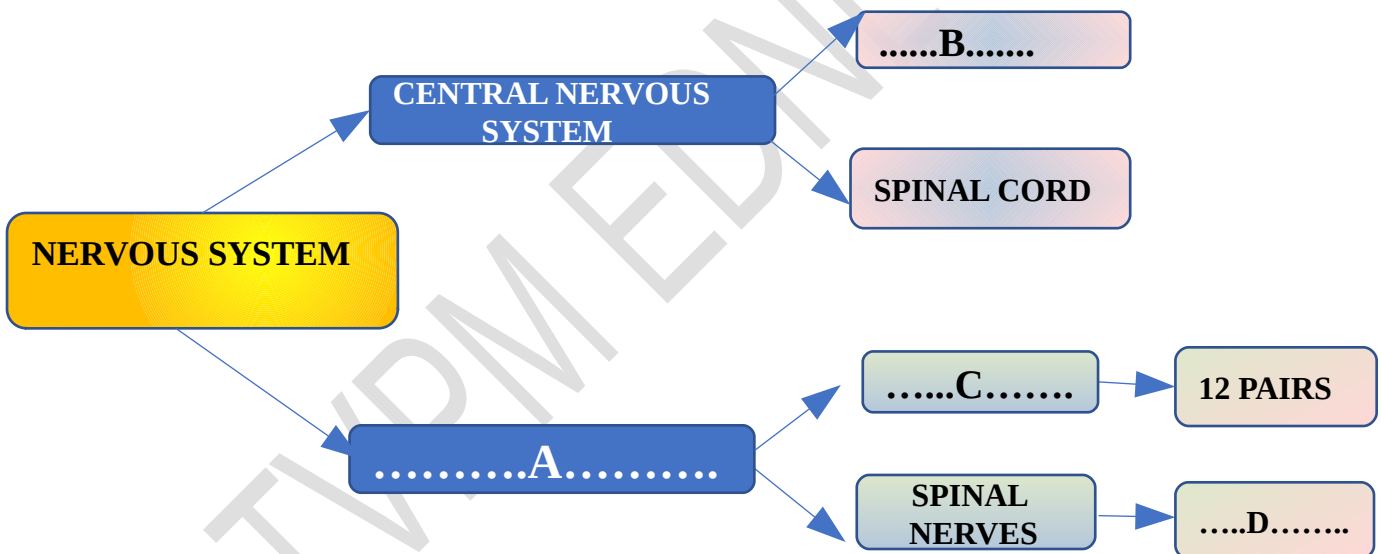 ......B.......
CENTRAL NERVOUS
SYSTEM
SPINAL CORD
NERVOUS SYSTEM
…...C…….
12 PAIRS
……….A……….
SPINAL
NERVES
…..D……..
TVPM EDN